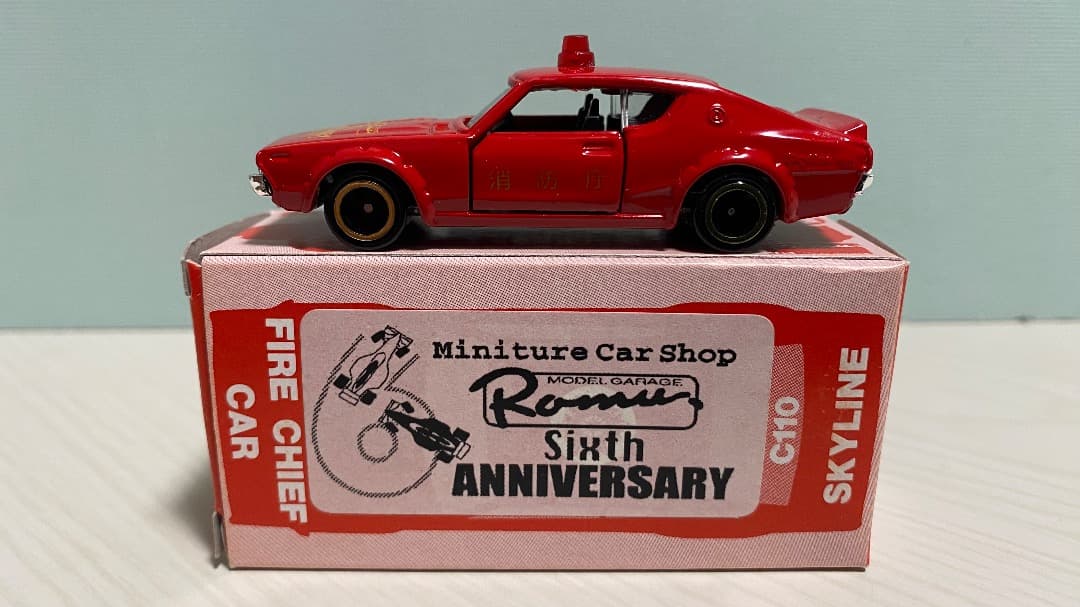 消防庁
FIRE CHIEF
CAR
Miniture Car Shop
MODEL GARAGE
Romu
Sixth
ANNIVERSARY
C110
SKYLINE